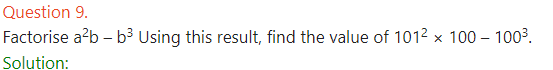 Question 9.
Factorise a²b – b³ Using this result, find the value of 101² × 100 – 100³.
Solution: